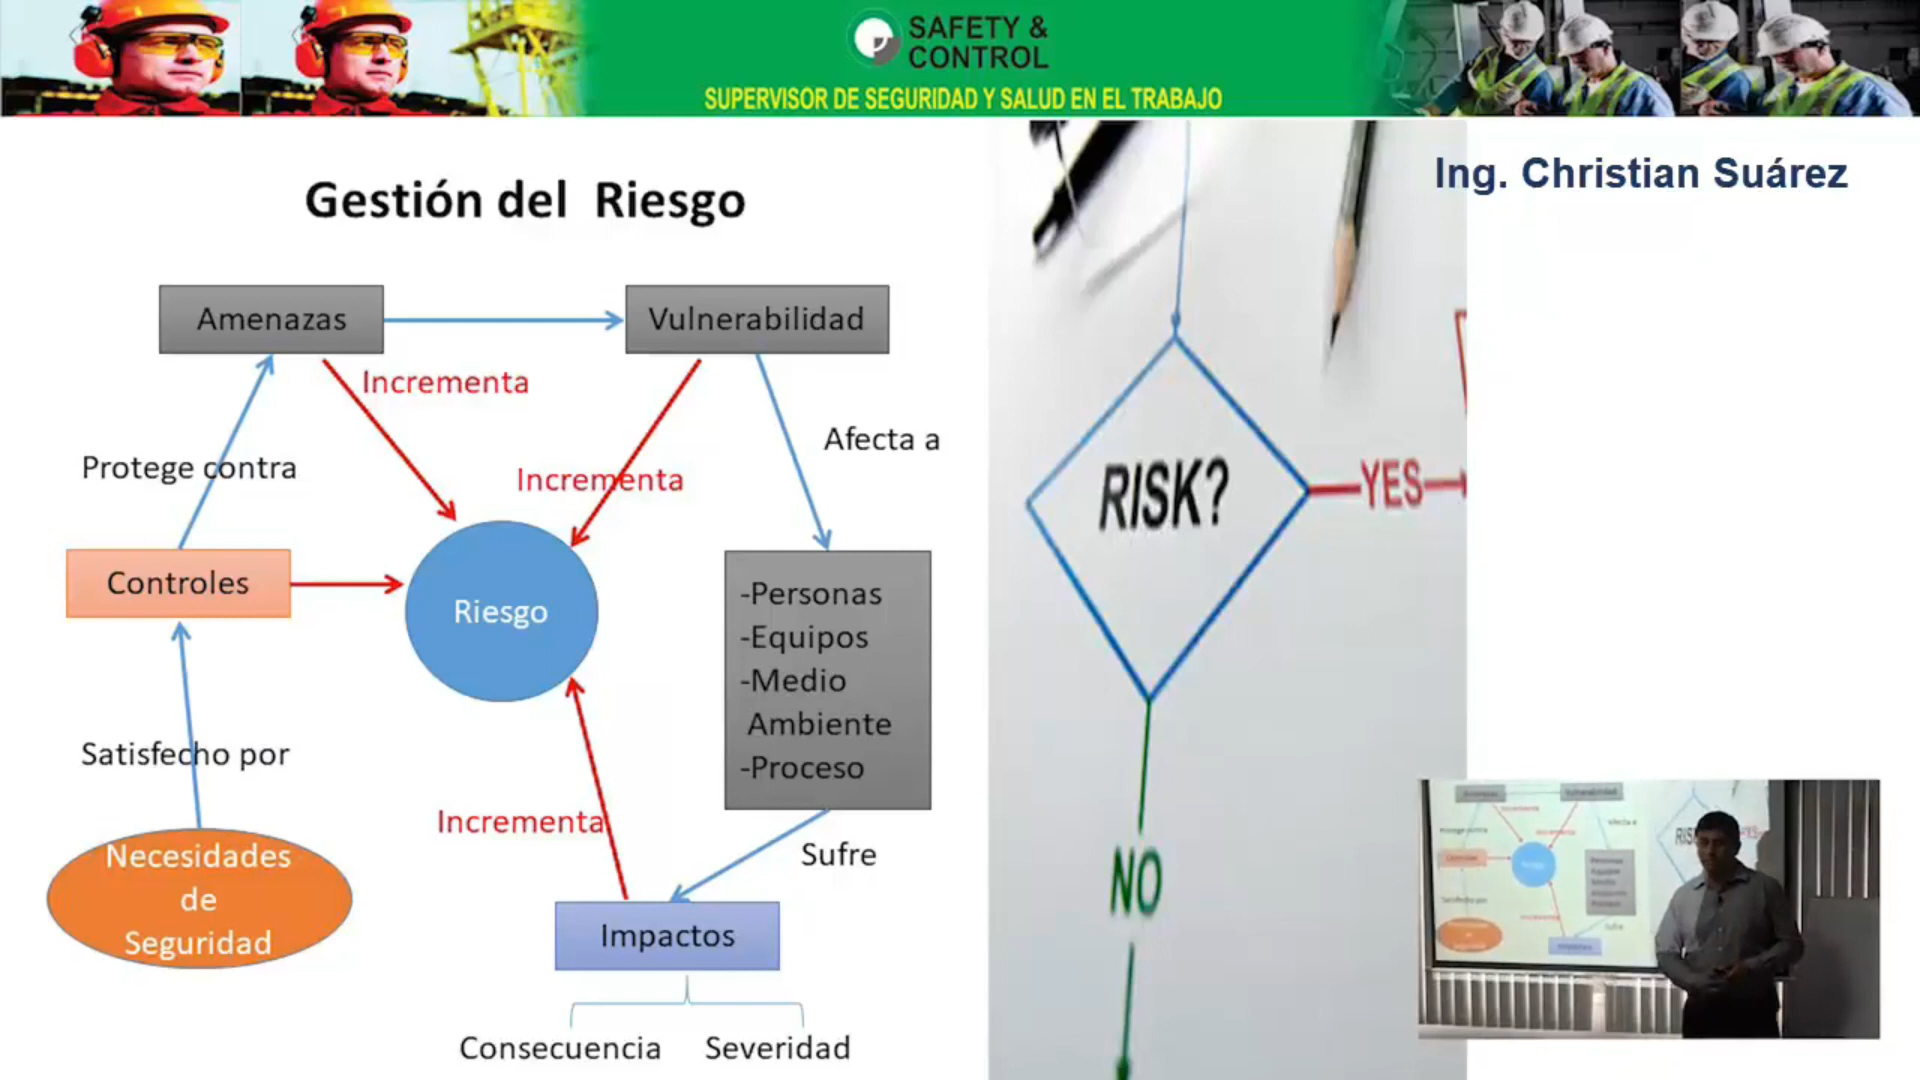 SAFETY &
CONTROL
SUPERVISOR DE SEGURIDAD Y SALUD EN EL TRABAJO
Ing. Christian Suárez
Gestión del Riesgo
Amenazas
Vulnerabilidad
Incrementa
Afecta a
Protege contra
Incrementa
Controles
Riesgo
-Personas
-Equipos
-Medio
Ambiente
-Proceso
Satisfecho por
Incrementa
Sufre
Necesidades
de
Seguridad
Impactos
Consecuencia
Severidad
RISK?
YES
NO